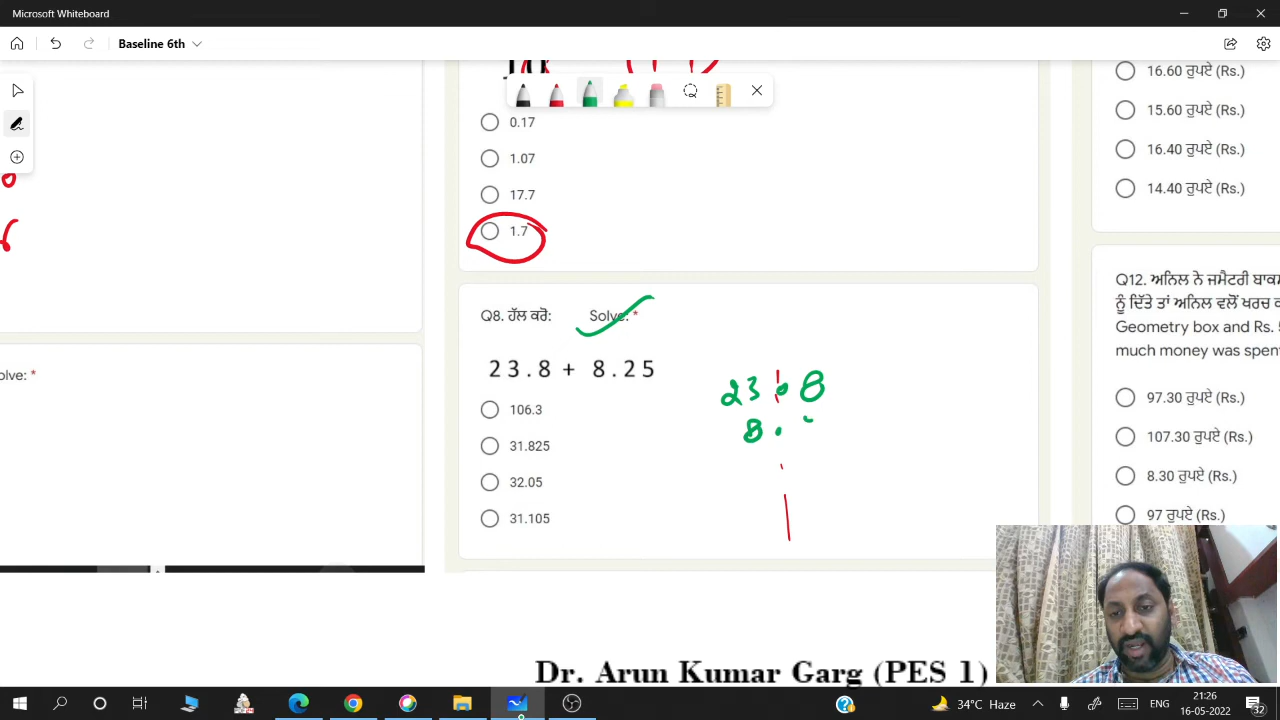 Microsoft Whiteboard
Baseline 6th
0.17
1.07
17.7
1.7
Q8. ਹੱਲ ਕਰੋ: Solve: *
23.8 + 8.25
106.3
31.825
32.05
31.105
23.8
8.
olve: *
16.60 ਰੁਪਏ (Rs.)
15.60 ਰੁਪਏ (Rs.)
16.40 ਰੁਪਏ (Rs.)
14.40 ਰੁਪਏ (Rs.)
Q12. ਅਨਿਲ ਨੇ ਜਮੈਟਰੀ ਬਾਕਸ
ਨੂੰ ਦਿੱਤੇ ਤਾਂ ਅਨਿਲ ਵਲੋਂ ਖਰਚ ਕ
Geometry box and Rs. 5
much money was spen
97.30 ਰੁਪਏ (Rs.)
107.30 ਰੁਪਏ (Rs.)
8.30 ਰੁਪਏ (Rs.)
97 ਰੁਪਏ (Rs.)
Dr. Arun Kumar Garg (PES 1)
34°C Haze
ENG
21:26
16-05-2022
32